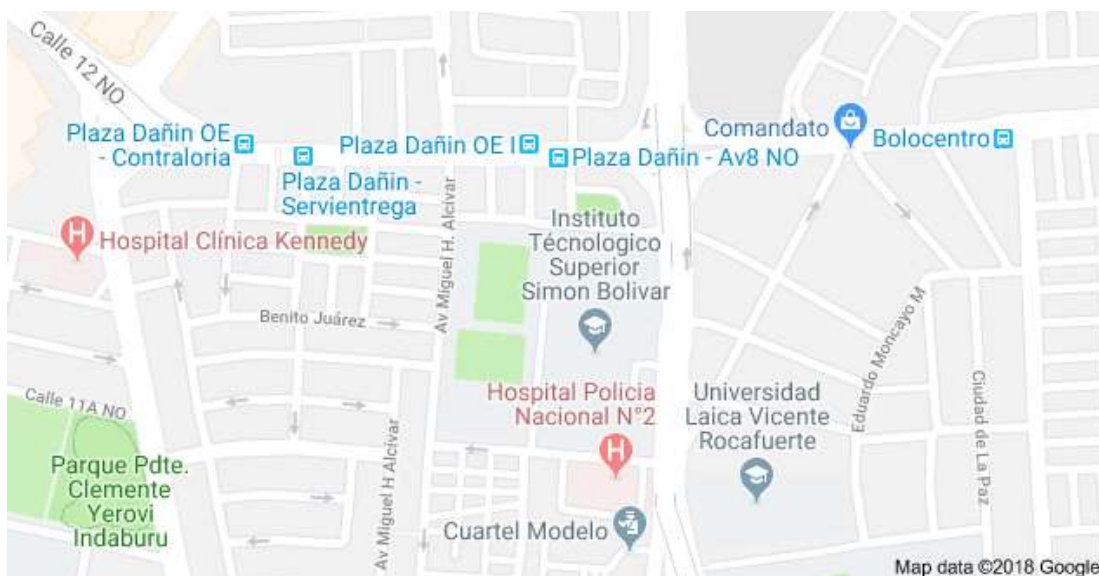 Calle 12 NO
Plaza Dañin OE
- Contraloria
Plaza Dañin OE I
Plaza Dañin - Av8 NO
Plaza Dañin -
Servientrega
Comandato
Bolocentro
Hospital Clínica Kennedy
Av Miguel H. Alcívar
Instituto
Técnologico
Superior
Simon Bolivar
Benito Juárez
Calle 11A NO
Hospital Policia
Nacional N°2
Universidad
Laica Vicente
Rocafuerte
Eduardo Moncayo M
Ciudad de La Paz
Parque Pdte.
Clemente
Yerovi
Indaburu
Av Miguel H Alcívar
Cuartel Modelo
Map data ©2018 Google